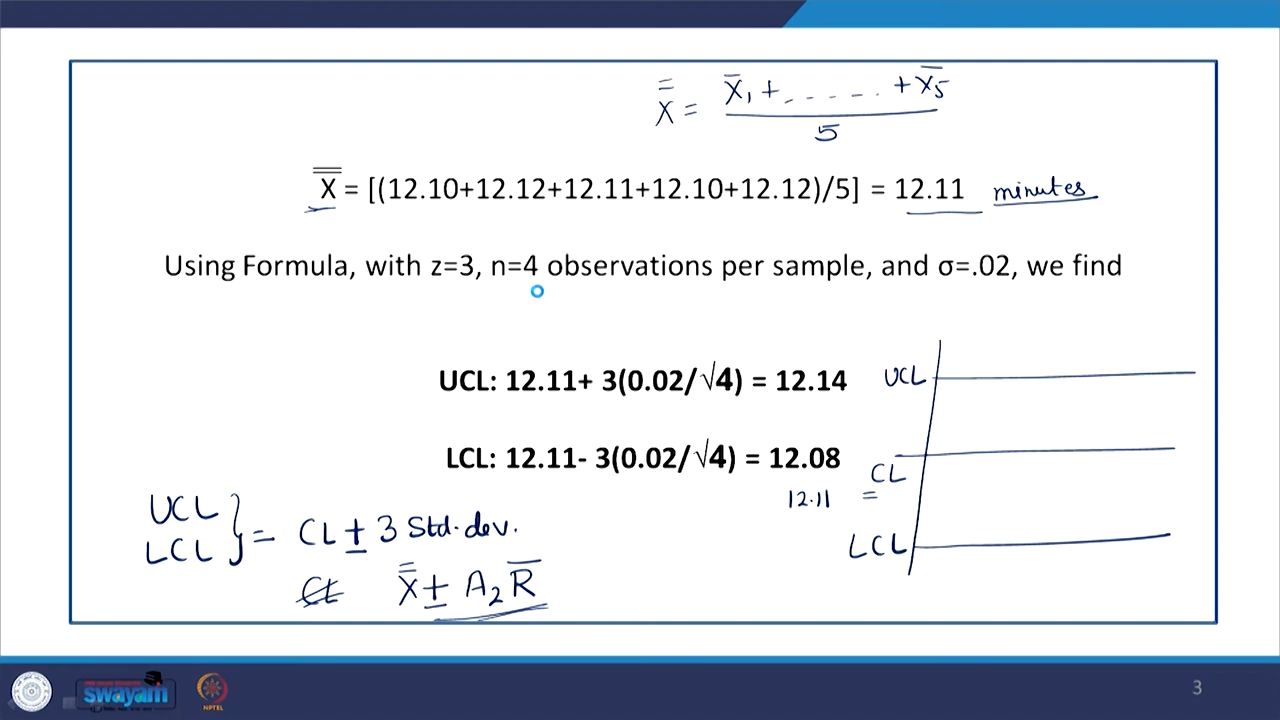 X̿ = X̄₁ + ...... + X̄₅
5
X̿ = [(12.10+12.12+12.11+12.10+12.12)/5] = 12.11 minutes
Using Formula, with z=3, n=4 observations per sample, and σ=.02, we find
UCL: 12.11+ 3(0.02/√4) = 12.14
UCL
LCL: 12.11- 3(0.02/√4) = 12.08
CL
12.11 =
UCL
LCL } = CL ± 3 Std. dev.
LCL
X̿ ± A₂ R̄
3
swayam
NPTEL